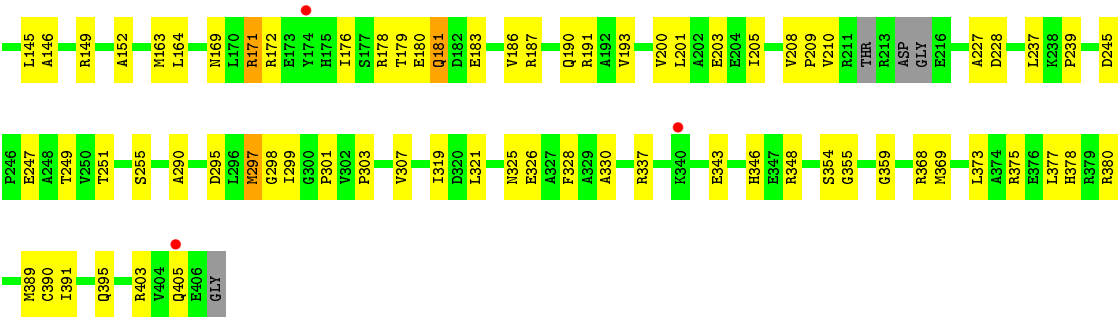 L145 A146 R149 A152 M163 L164 N169 L170 R171 R172 E173 Y174 H175 I176 S177 R178 T179 E180 Q181 D182 E183 V186 R187 Q190 R191 A192 V193 V200 L201 A202 E203 E204 I205 V208 P209 V210 R211 THR R213 ASP GLY E216 A227 D228 L237 K238 P239 D245
P246 E247 A248 T249 V250 T251 S255 A290 D295 L296 M297 G298 I299 G300 P301 V302 P303 V307 I319 D320 L321 N325 E326 A327 F328 A329 A330 R337 K340 E343 H346 E347 R348 S354 G355 G359 R368 M369 L373 A374 R375 E376 L377 H378 R379 R380
M389 C390 I391 Q395 R403 V404 Q405 E406 GLY